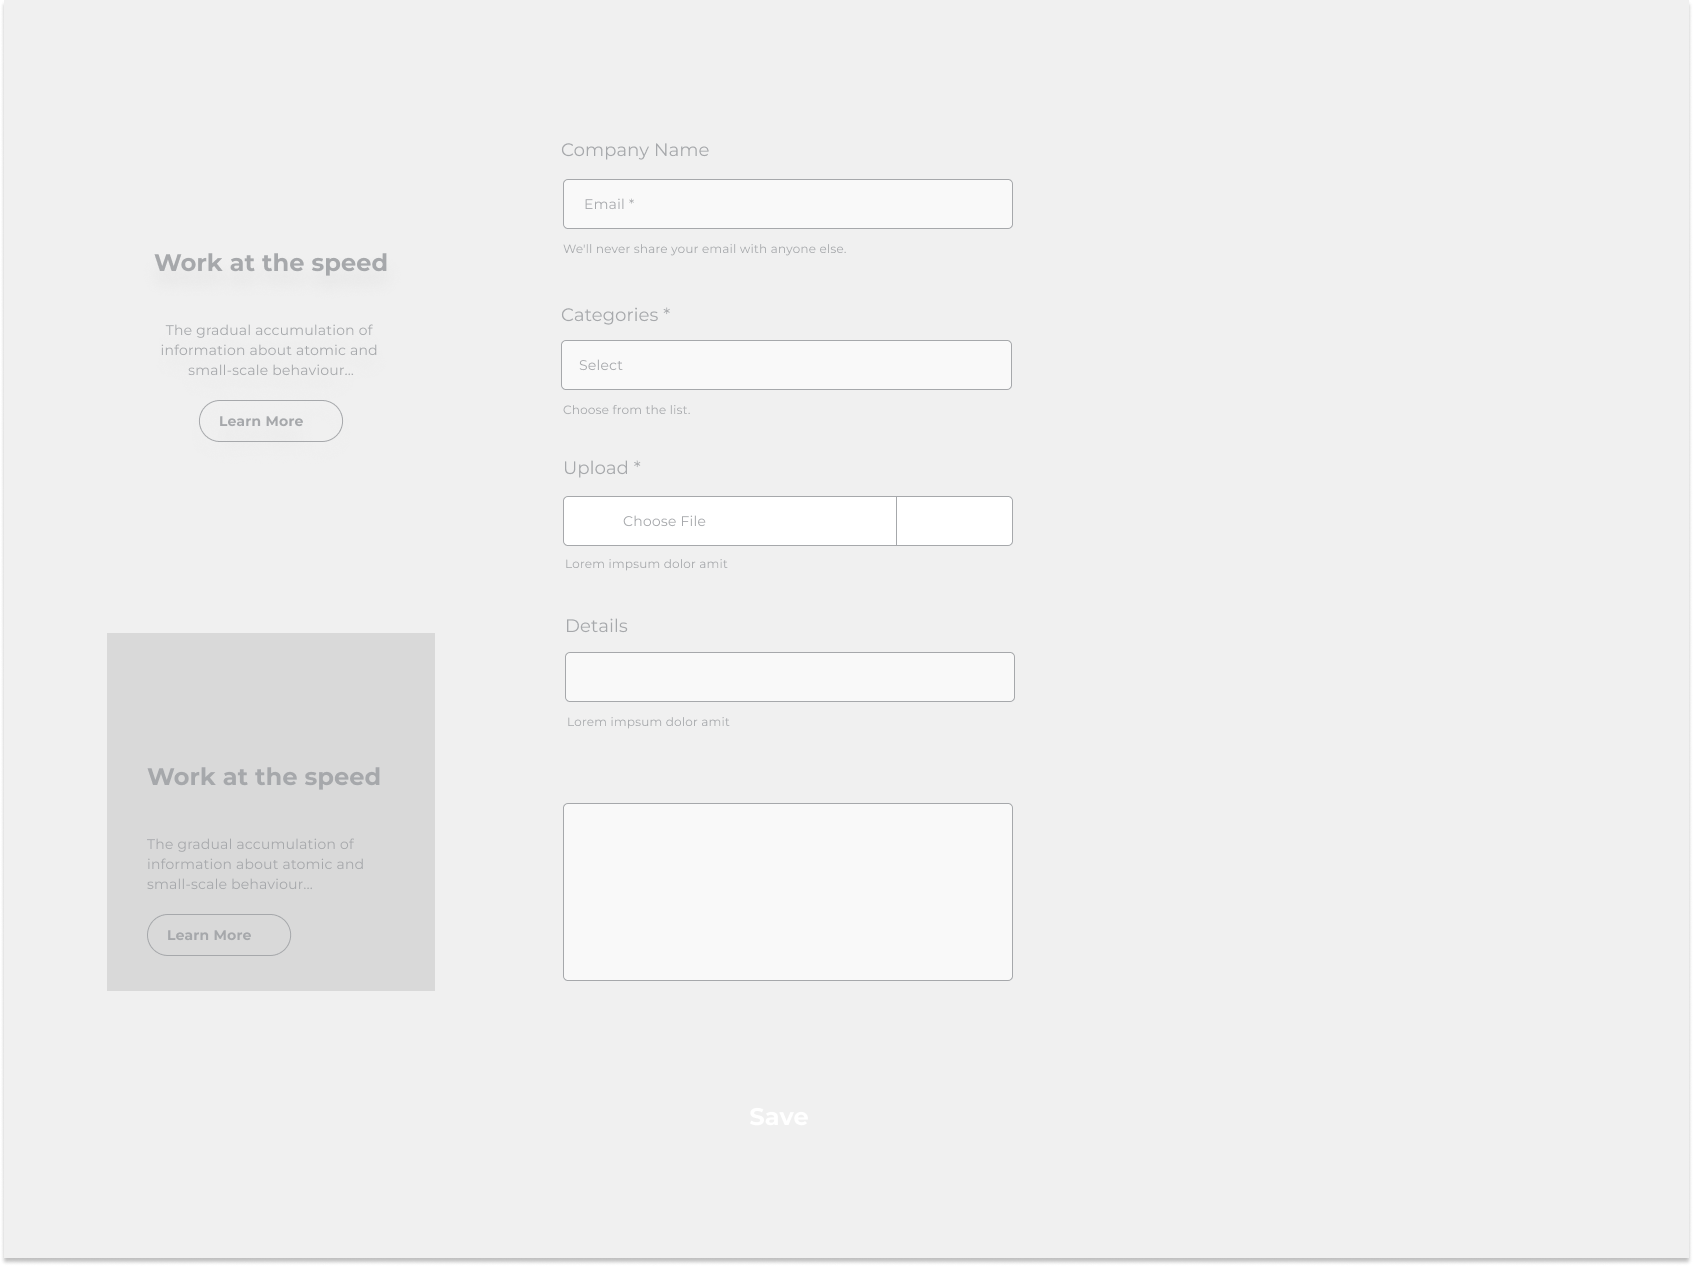 Work at the speed
The gradual accumulation of
information about atomic and
small-scale behaviour...
Learn More
Work at the speed
The gradual accumulation of
information about atomic and
small-scale behaviour...
Learn More
Company Name
Email *
We'll never share your email with anyone else.
Categories *
Select
Choose from the list.
Upload *
Choose File
Lorem impsum dolor amit
Details
Lorem impsum dolor amit
Save